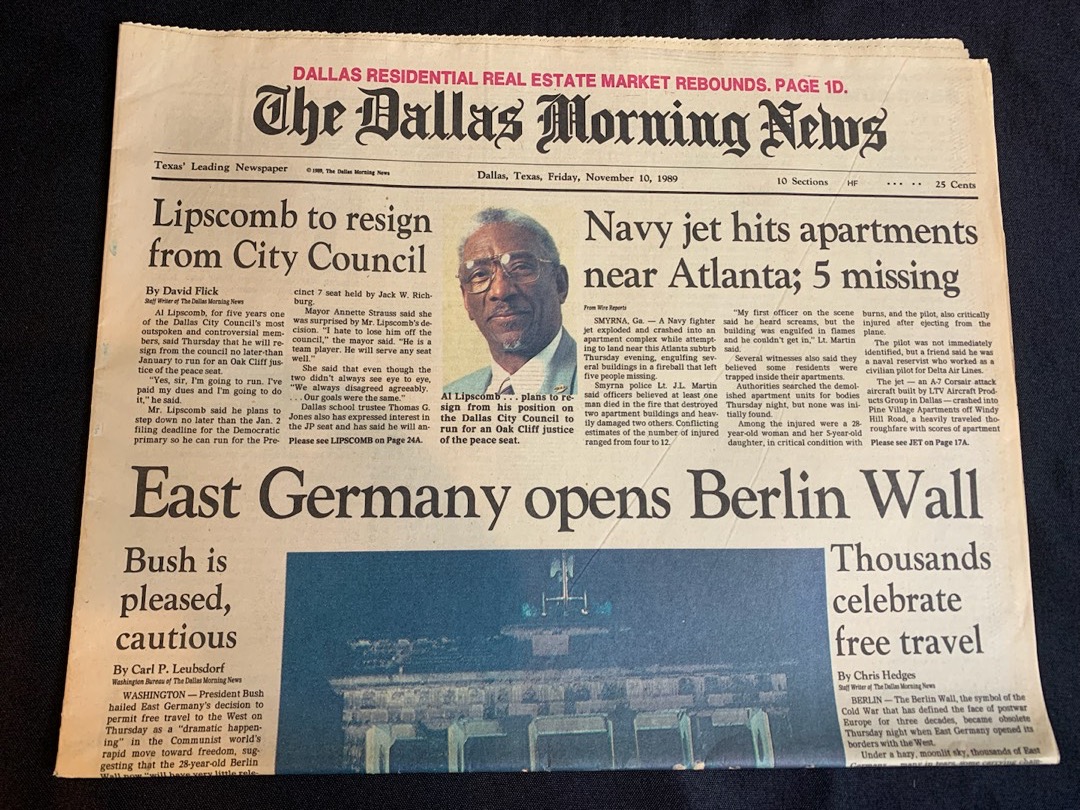 DALLAS RESIDENTIAL REAL ESTATE MARKET REBOUNDS. PAGE 1D.
The Dallas Morning News
Texas' Leading Newspaper © 1989, The Dallas Morning News Dallas, Texas, Friday, November 10, 1989 10 Sections HF •••• •• 25 Cents
Lipscomb to resign
from City Council
By David Flick
Staff Writer of The Dallas Morning News
Al Lipscomb, for five years one
of the Dallas City Council's most
outspoken and controversial mem-
bers, said Thursday that he will re-
sign from the council no later than
January to run for an Oak Cliff jus-
tice of the peace seat.
"Yes, sir, I'm going to run. I've
paid my dues and I'm going to do
it," he said.
Mr. Lipscomb said he plans to
step down no later than the Jan. 2
filing deadline for the Democratic
primary so he can run for the Pre-
cinct 7 seat held by Jack W. Rich-
burg.
Mayor Annette Strauss said she
was surprised by Mr. Lipscomb's de-
cision. "I hate to lose him off the
council," the mayor said. "He is a
team player. He will serve any seat
well."
She said that even though the
two didn't always see eye to eye,
"We always disagreed agreeably.
. . . Our goals were the same."
Dallas school trustee Thomas G.
Jones also has expressed interest in
the JP seat and has said he will an-
Please see LIPSCOMB on Page 24A.
Al Lipscomb . . . plans to re-
sign from his position on
the Dallas City Council to
run for an Oak Cliff justice
of the peace seat.
Navy jet hits apartments
near Atlanta; 5 missing
From Wire Reports
SMYRNA, Ga. — A Navy fighter
jet exploded and crashed into an
apartment complex while attempt-
ing to land near this Atlanta suburb
Thursday evening, engulfing sev-
eral buildings in a fireball that left
five people missing.
Smyrna police Lt. J.L. Martin
said officers believed at least one
man died in the fire that destroyed
two apartment buildings and heav-
ily damaged two others. Conflicting
estimates of the number of injured
ranged from four to 12.
"My first officer on the scene
said he heard screams, but the
building was engulfed in flames
and he couldn't get in," Lt. Martin
said.
Several witnesses also said they
believed some residents were
trapped inside their apartments.
Authorities searched the demol-
ished apartment units for bodies
Thursday night, but none was ini-
tially found.
Among the injured were a 28-
year-old woman and her 5-year-old
daughter, in critical condition with
burns, and the pilot, also critically
injured after ejecting from the
plane.
The pilot was not immediately
identified, but a friend said he was
a naval reservist who worked as a
civilian pilot for Delta Air Lines.
The jet — an A-7 Corsair attack
aircraft built by LTV Aircraft Prod-
ucts Group in Dallas — crashed into
Pine Village Apartments off Windy
Hill Road, a heavily traveled tho-
roughfare with scores of apartment
Please see JET on Page 17A.
East Germany opens Berlin Wall
Bush is
pleased,
cautious
By Carl P. Leubsdorf
Washington Bureau of The Dallas Morning News
WASHINGTON — President Bush
hailed East Germany's decision to
permit free travel to the West on
Thursday as a "dramatic happen-
ing" in the Communist world's
rapid move toward freedom, sug-
gesting that the 28-year-old Berlin
Wall now "will have very little rele-
Thousands
celebrate
free travel
By Chris Hedges
Staff Writer of The Dallas Morning News
BERLIN — The Berlin Wall, the symbol of the
Cold War that has defined the face of postwar
Europe for three decades, became obsolete
Thursday night when East Germany opened its
borders with the West.
Under a hazy, moonlit sky, thousands of East